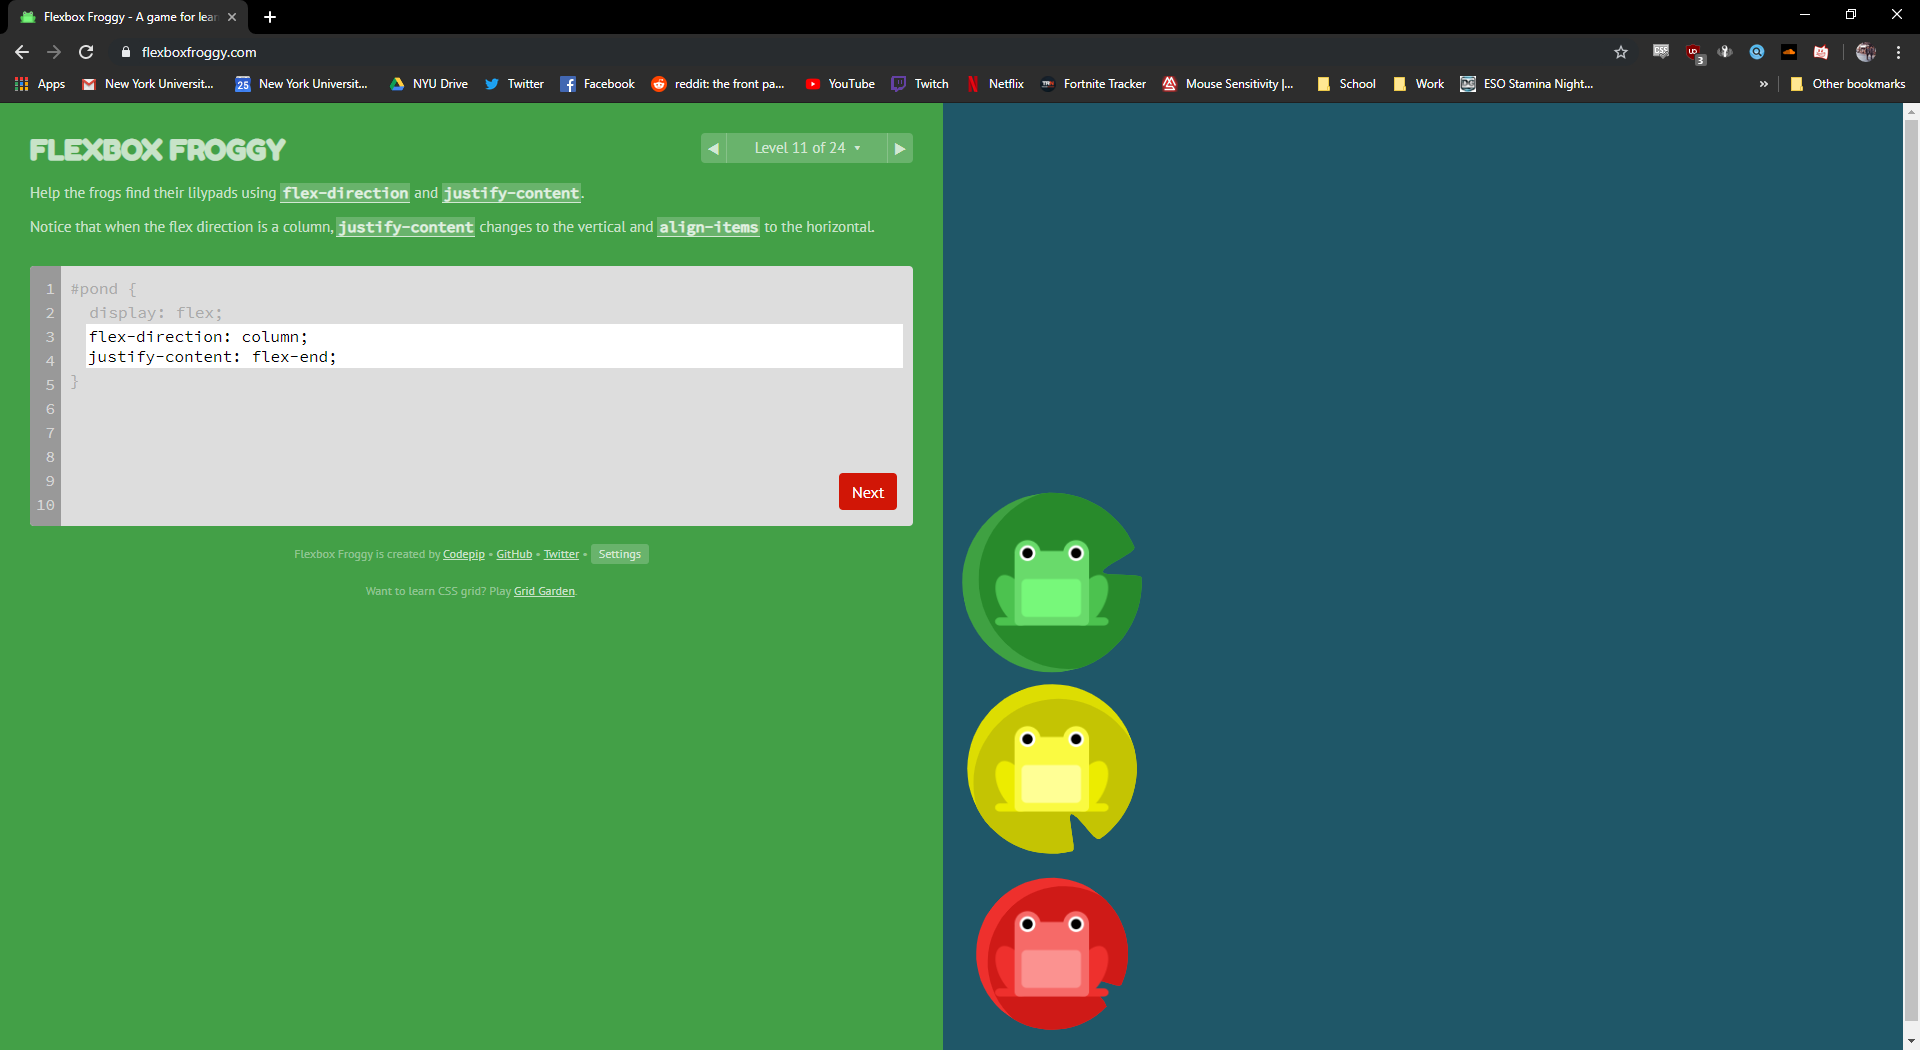 Flexbox Froggy - A game for lear
flexboxfroggy.com
3
Apps
New York Universit...
25
New York Universit...
NYU Drive
Twitter
Facebook
reddit: the front pa...
YouTube
Twitch
Netflix
Fortnite Tracker
Mouse Sensitivity |...
School
Work
ESO Stamina Night...
»
Other bookmarks
FLEXBOX FROGGY
◀ Level 11 of 24 ▾ ▶
Help the frogs find their lilypads using flex-direction and justify-content.
Notice that when the flex direction is a column, justify-content changes to the vertical and align-items to the horizontal.
1 #pond {
2 display: flex;
3 flex-direction: column;
4 justify-content: flex-end;
5 }
6
7
8
9
10
Next
Flexbox Froggy is created by Codepip • GitHub • Twitter • Settings
Want to learn CSS grid? Play Grid Garden.